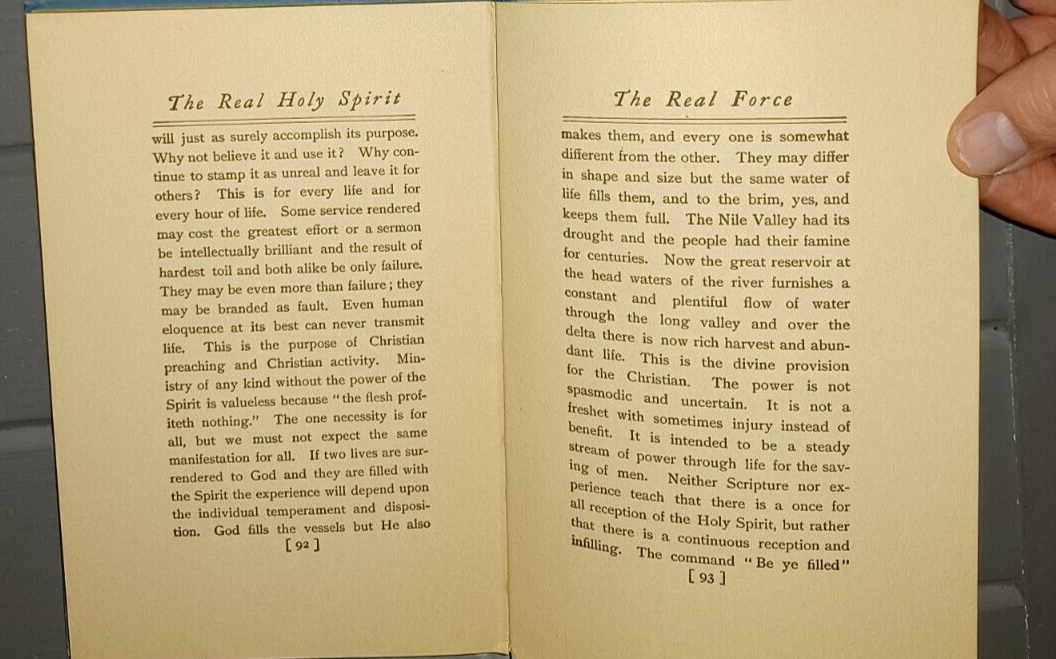 The Real Holy Spirit
will just as surely accomplish its purpose.
Why not believe it and use it? Why con-
tinue to stamp it as unreal and leave it for
others? This is for every life and for
every hour of life. Some service rendered
may cost the greatest effort or a sermon
be intellectually brilliant and the result of
hardest toil and both alike be only failure.
They may be even more than failure; they
may be branded as fault. Even human
eloquence at its best can never transmit
life. This is the purpose of Christian
preaching and Christian activity. Min-
istry of any kind without the power of the
Spirit is valueless because "the flesh prof-
iteth nothing." The one necessity is for
all, but we must not expect the same
manifestation for all. If two lives are sur-
rendered to God and they are filled with
the Spirit the experience will depend upon
the individual temperament and disposi-
tion. God fills the vessels but He also
[ 92 ]
The Real Force
makes them, and every one is somewhat
different from the other. They may differ
in shape and size but the same water of
life fills them, and to the brim, yes, and
keeps them full. The Nile Valley had its
drought and the people had their famine
for centuries. Now the great reservoir at
the head waters of the river furnishes a
constant and plentiful flow of water
through the long valley and over the
delta there is now rich harvest and abun-
dant life. This is the divine provision
for the Christian. The power is not
spasmodic and uncertain. It is not a
freshet with sometimes injury instead of
benefit. It is intended to be a steady
stream of power through life for the sav-
ing of men. Neither Scripture nor ex-
perience teach that there is a once for
all reception of the Holy Spirit, but rather
that there is a continuous reception and
infilling. The command "Be ye filled"
[ 93 ]